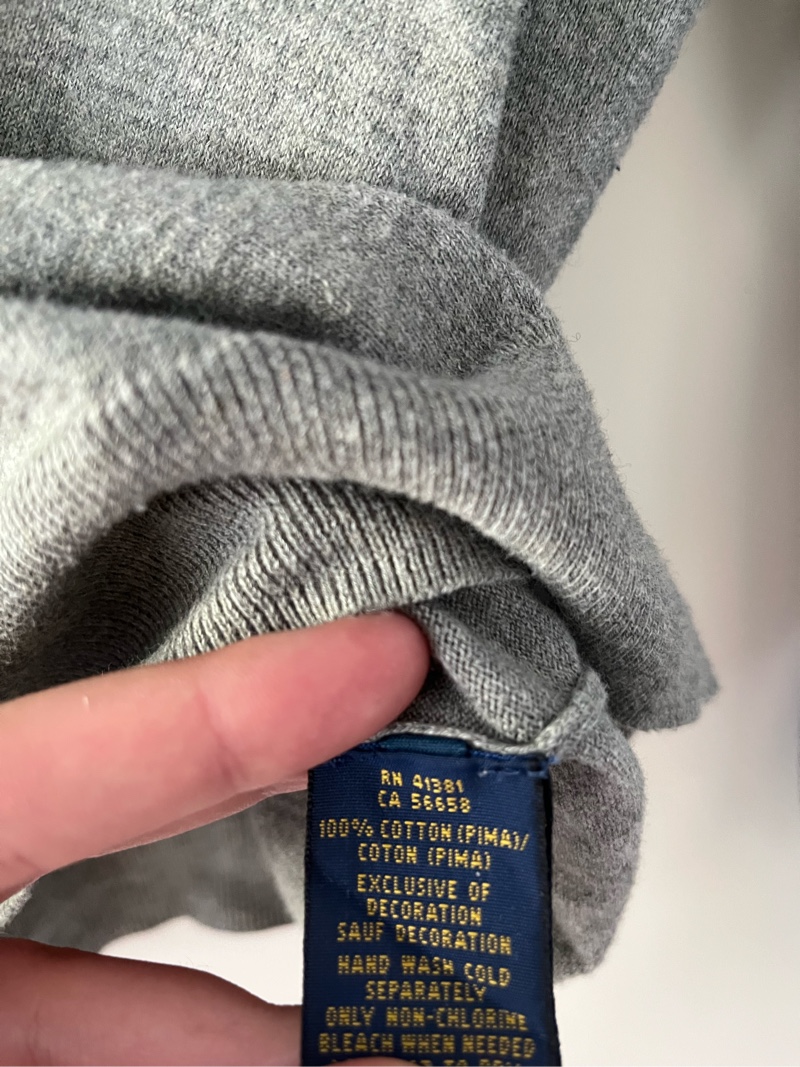 RN 41381
CA 56658
100% COTTON (PIMA)/
COTON (PIMA)
EXCLUSIVE OF
DECORATION
SAUF DECORATION
HAND WASH COLD
SEPARATELY
ONLY NON-CHLORINE
BLEACH WHEN NEEDED